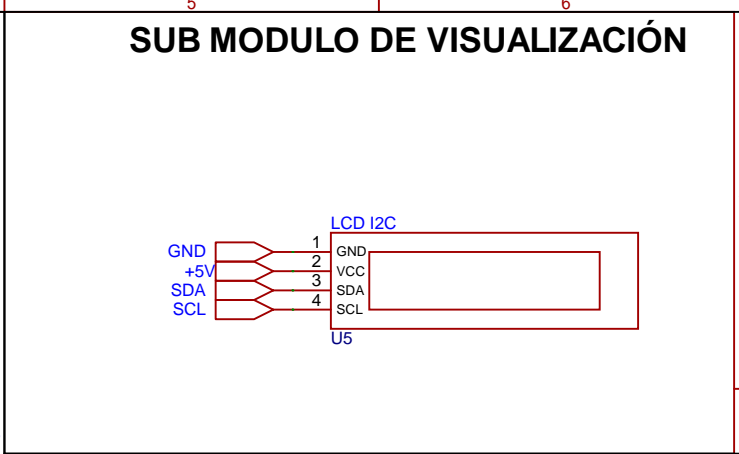 5 6
SUB MODULO DE VISUALIZACIÓN
LCD I2C
GND 1 GND
+5V 2 VCC
SDA 3 SDA
SCL 4 SCL
U5